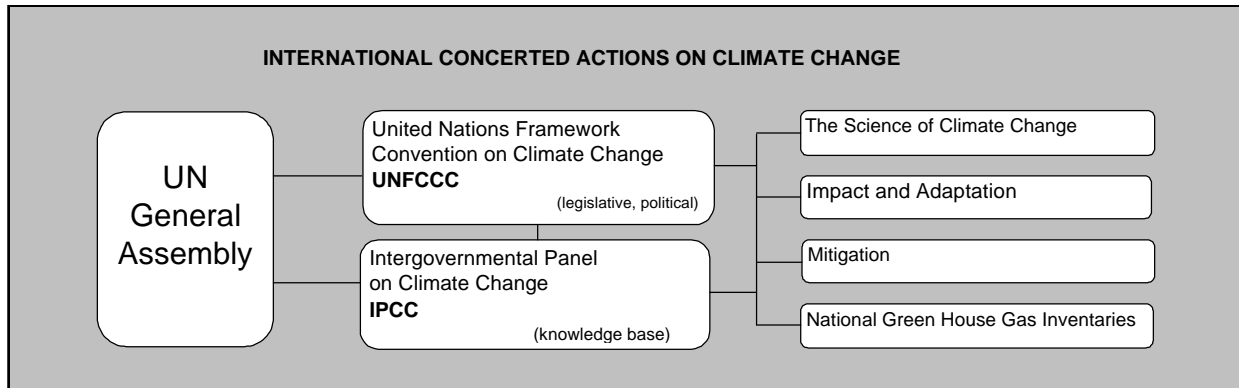 INTERNATIONAL CONCERTED ACTIONS ON CLIMATE CHANGE
UN
General
Assembly
United Nations Framework
Convention on Climate Change
UNFCCC
(legislative, political)
Intergovernmental Panel
on Climate Change
IPCC
(knowledge base)
The Science of Climate Change
Impact and Adaptation
Mitigation
National Green House Gas Inventaries